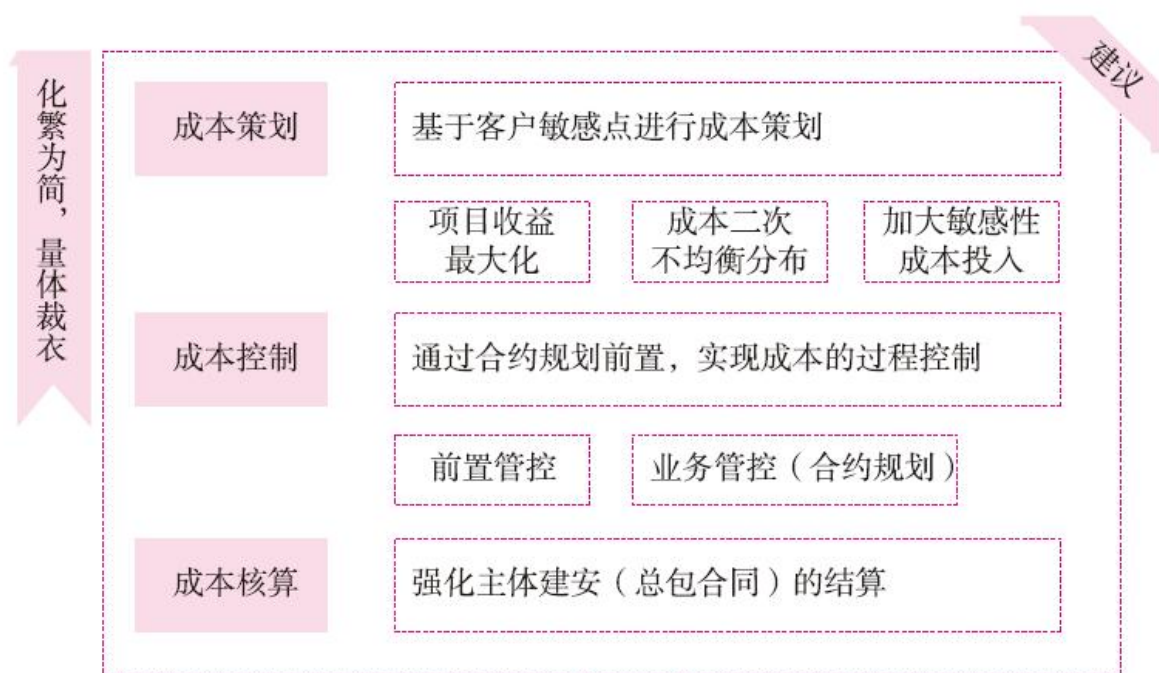 建议
化繁为简，量体裁衣
成本策划
基于客户敏感点进行成本策划
项目收益
最大化
成本二次
不均衡分布
加大敏感性
成本投入
成本控制
通过合约规划前置，实现成本的过程控制
前置管控
业务管控（合约规划）
成本核算
强化主体建安（总包合同）的结算